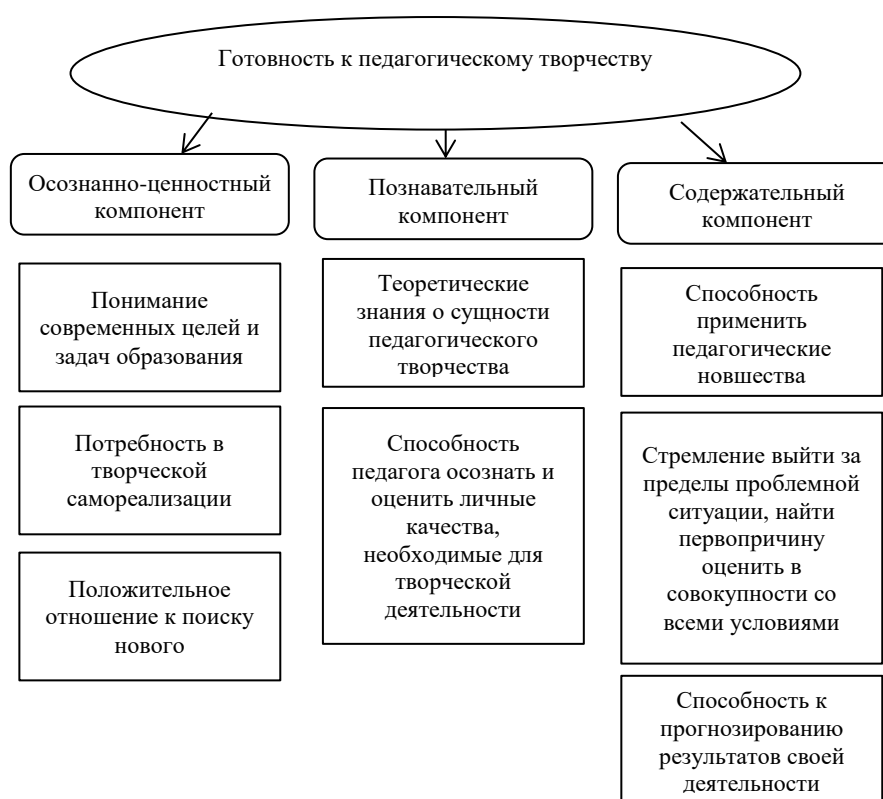 Готовность к педагогическому творчеству
Осознанно-ценностный
компонент
Познавательный
компонент
Содержательный
компонент
Понимание
современных целей и
задач образования
Потребность в
творческой
самореализации
Положительное
отношение к поиску
нового
Теоретические
знания о сущности
педагогического
творчества
Способность
педагога осознать и
оценить личные
качества,
необходимые для
творческой
деятельности
Способность
применить
педагогические
новшества
Стремление выйти за
пределы проблемной
ситуации, найти
первопричину
оценить в
совокупности со
всеми условиями
Способность к
прогнозированию
результатов своей
деятельности